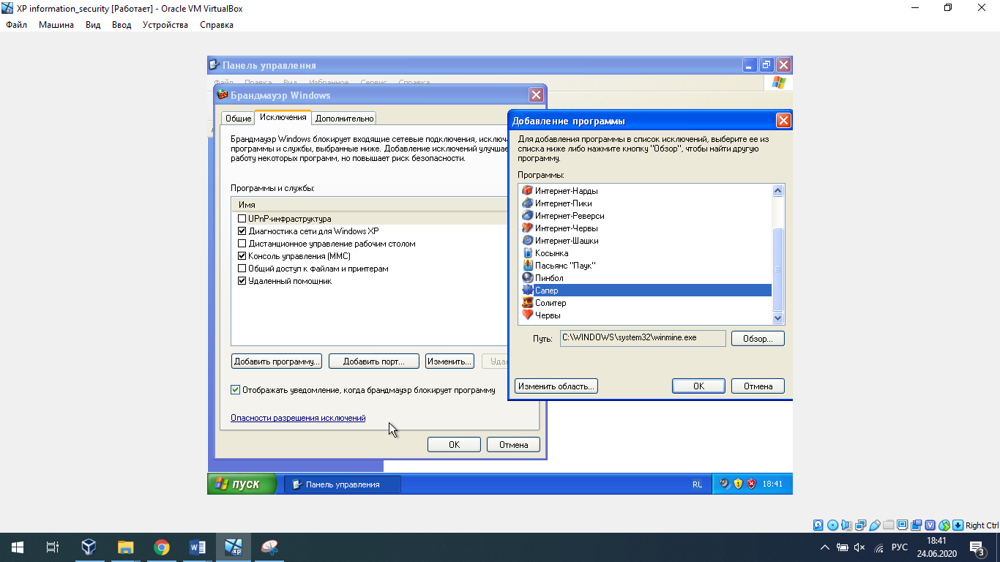 XP information_security [Работает] - Oracle VM VirtualBox
Файл Машина Вид Ввод Устройства Справка
Панель управления
Файл Правка Вид Избранное Сервис Справка
Брандмауэр Windows
Общие Исключения Дополнительно
Брандмауэр Windows блокирует входящие сетевые подключения, исключ
программы и службы, выбранные ниже. Добавление исключений улучшае
работу некоторых программ, но повышает риск безопасности.
Программы и службы:
Имя
UPnP-инфраструктура
Диагностика сети для Windows XP
Дистанционное управление рабочим столом
Консоль управления (MMC)
Общий доступ к файлам и принтерам
Удаленный помощник
Добавить программу... Добавить порт... Изменить... Удал
Отображать уведомление, когда брандмауэр блокирует программу
Опасности разрешения исключений
OK Отмена
Добавление программы
Для добавления программы в список исключений, выберите ее из
списка ниже либо нажмите кнопку "Обзор", чтобы найти другую
программу.
Программы:
Интернет-Нарды
Интернет-Пики
Интернет-Реверси
Интернет-Червы
Интернет-Шашки
Косынка
Пасьянс "Паук"
Пинбол
Сапер
Солитер
Червы
Путь: C:\WINDOWS\system32\winmine.exe Обзор...
Изменить область... OK Отмена
пуск Панель управления RL 18:41
Right Ctrl
РУС 18:41
24.06.2020
3